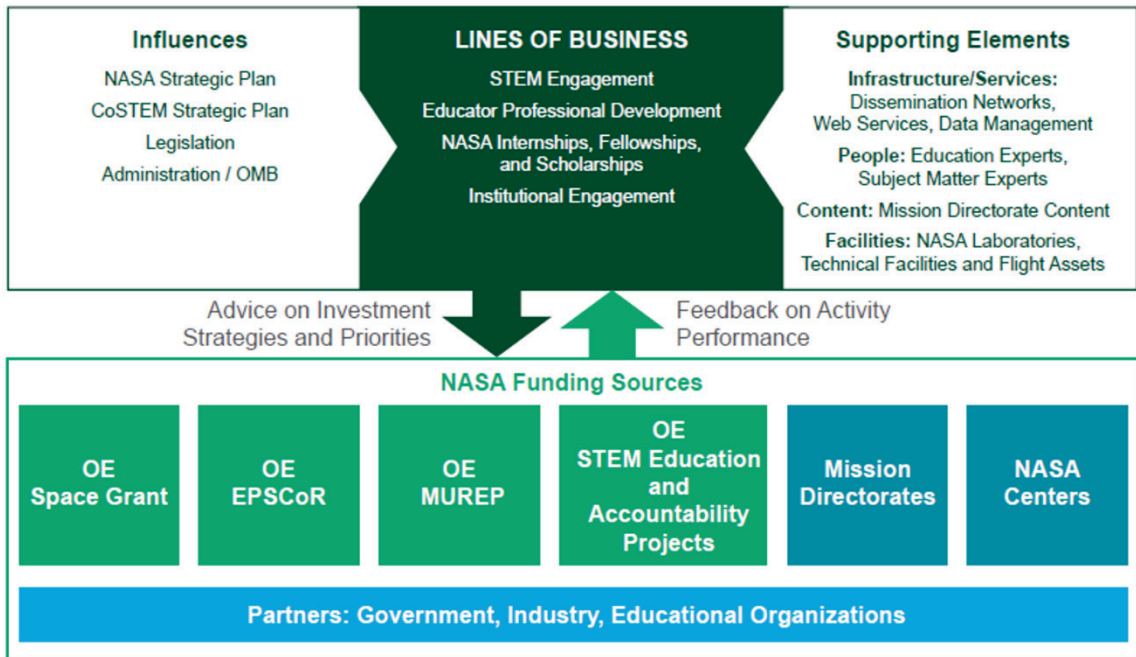 Influences
NASA Strategic Plan
CoSTEM Strategic Plan
Legislation
Administration / OMB
LINES OF BUSINESS
STEM Engagement
Educator Professional Development
NASA Internships, Fellowships,
and Scholarships
Institutional Engagement
Supporting Elements
Infrastructure/Services:
Dissemination Networks,
Web Services, Data Management
People: Education Experts,
Subject Matter Experts
Content: Mission Directorate Content
Facilities: NASA Laboratories,
Technical Facilities and Flight Assets
Advice on Investment
Strategies and Priorities
Feedback on Activity
Performance
NASA Funding Sources
OE
Space Grant
OE
EPSCoR
OE
MUREP
OE
STEM Education
and
Accountability
Projects
Mission
Directorates
NASA
Centers
Partners: Government, Industry, Educational Organizations